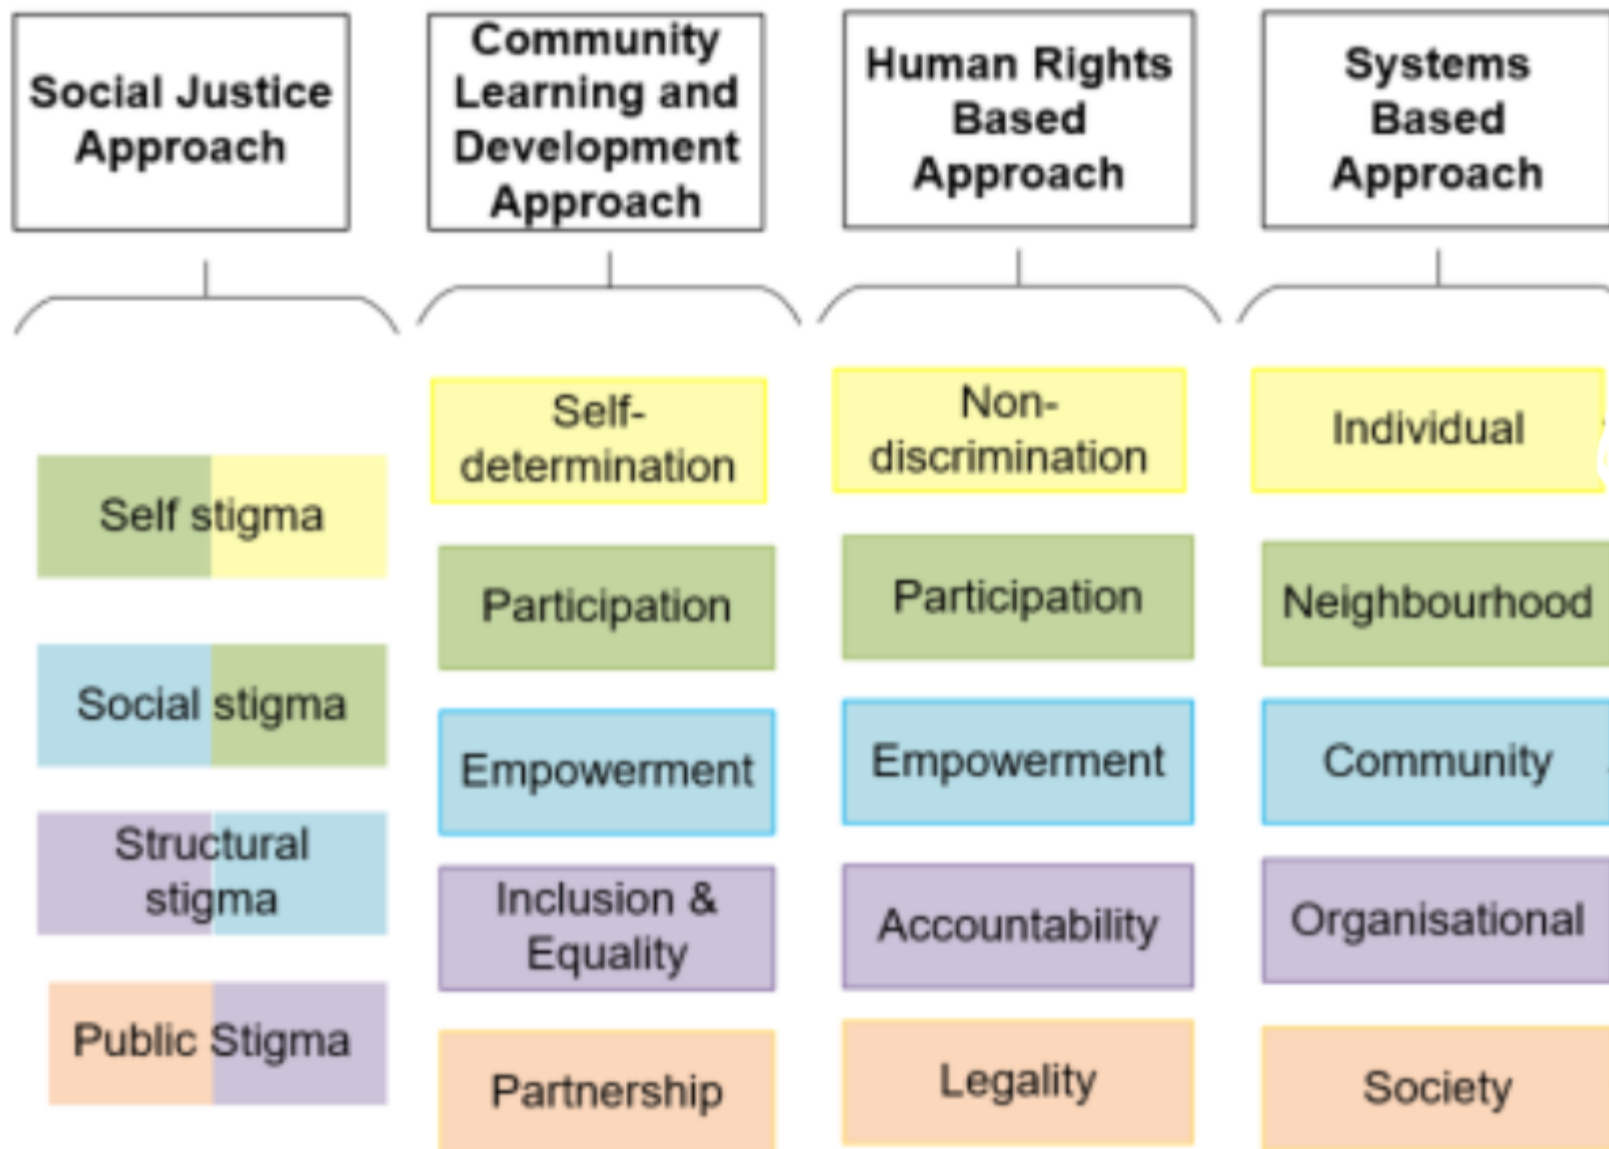 Social Justice
Approach
Community
Learning and
Development
Approach
Human Rights
Based
Approach
Systems
Based
Approach
Self stigma
Social stigma
Structural
stigma
Public Stigma
Self-
determination
Participation
Empowerment
Inclusion &
Equality
Partnership
Non-
discrimination
Participation
Empowerment
Accountability
Legality
Individual
Neighbourhood
Community
Organisational
Society